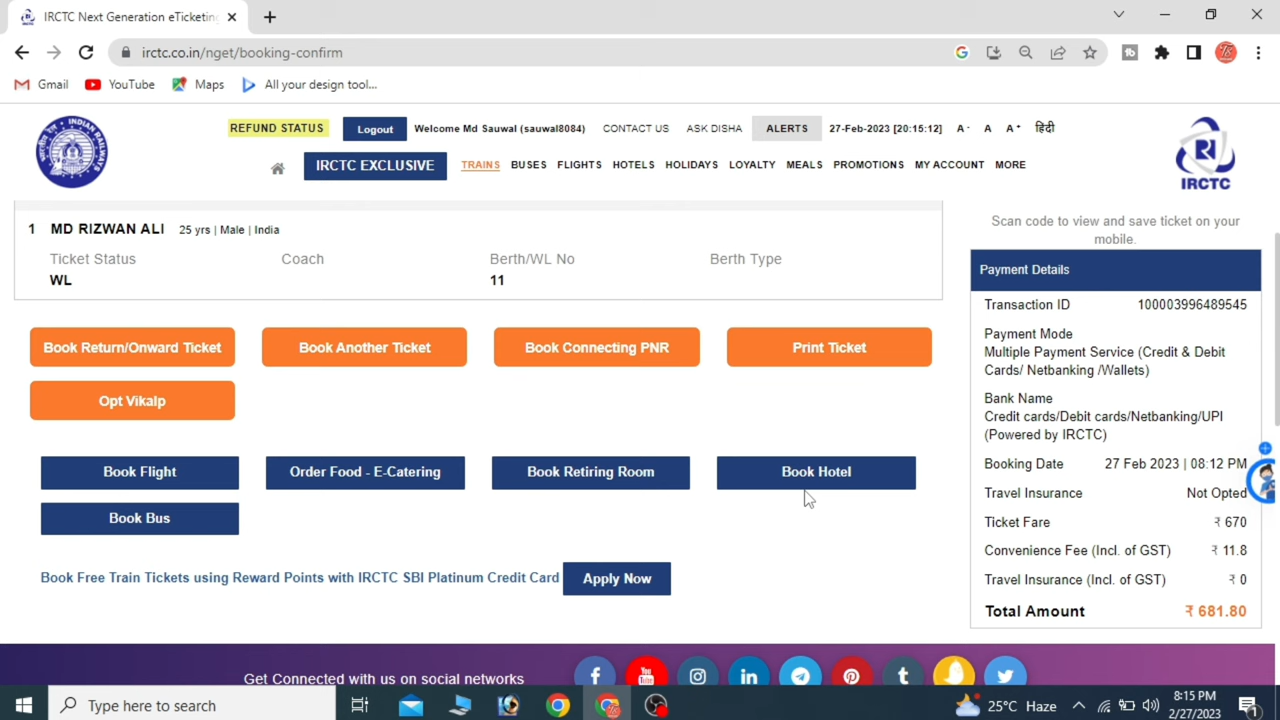 IRCTC Next Generation eTicketing
irctc.co.in/nget/booking-confirm
Gmail YouTube Maps All your design tool...
REFUND STATUS Logout Welcome Md Sauwal (sauwal8084) CONTACT US ASK DISHA ALERTS 27-Feb-2023 [20:15:12] A- A A+ हिंदी
IRCTC EXCLUSIVE TRAINS BUSES FLIGHTS HOTELS HOLIDAYS LOYALTY MEALS PROMOTIONS MY ACCOUNT MORE
IRCTC
1 MD RIZWAN ALI 25 yrs | Male | India
Ticket Status Coach Berth/WL No Berth Type
WL 11
Book Return/Onward Ticket Book Another Ticket Book Connecting PNR Print Ticket
Opt Vikalp
Book Flight Order Food - E-Catering Book Retiring Room Book Hotel
Book Bus
Book Free Train Tickets using Reward Points with IRCTC SBI Platinum Credit Card Apply Now
Scan code to view and save ticket on your
mobile.
Payment Details
Transaction ID 100003996489545
Payment Mode
Multiple Payment Service (Credit & Debit
Cards/ Netbanking /Wallets)
Bank Name
Credit cards/Debit cards/Netbanking/UPI
(Powered by IRCTC)
Booking Date 27 Feb 2023 | 08:12 PM
Travel Insurance Not Opted
Ticket Fare ₹ 670
Convenience Fee (Incl. of GST) ₹ 11.8
Travel Insurance (Incl. of GST) ₹ 0
Total Amount ₹ 681.80
Get Connected with us on social networks
Type here to search
25°C Haze
8:15 PM
2/27/2023